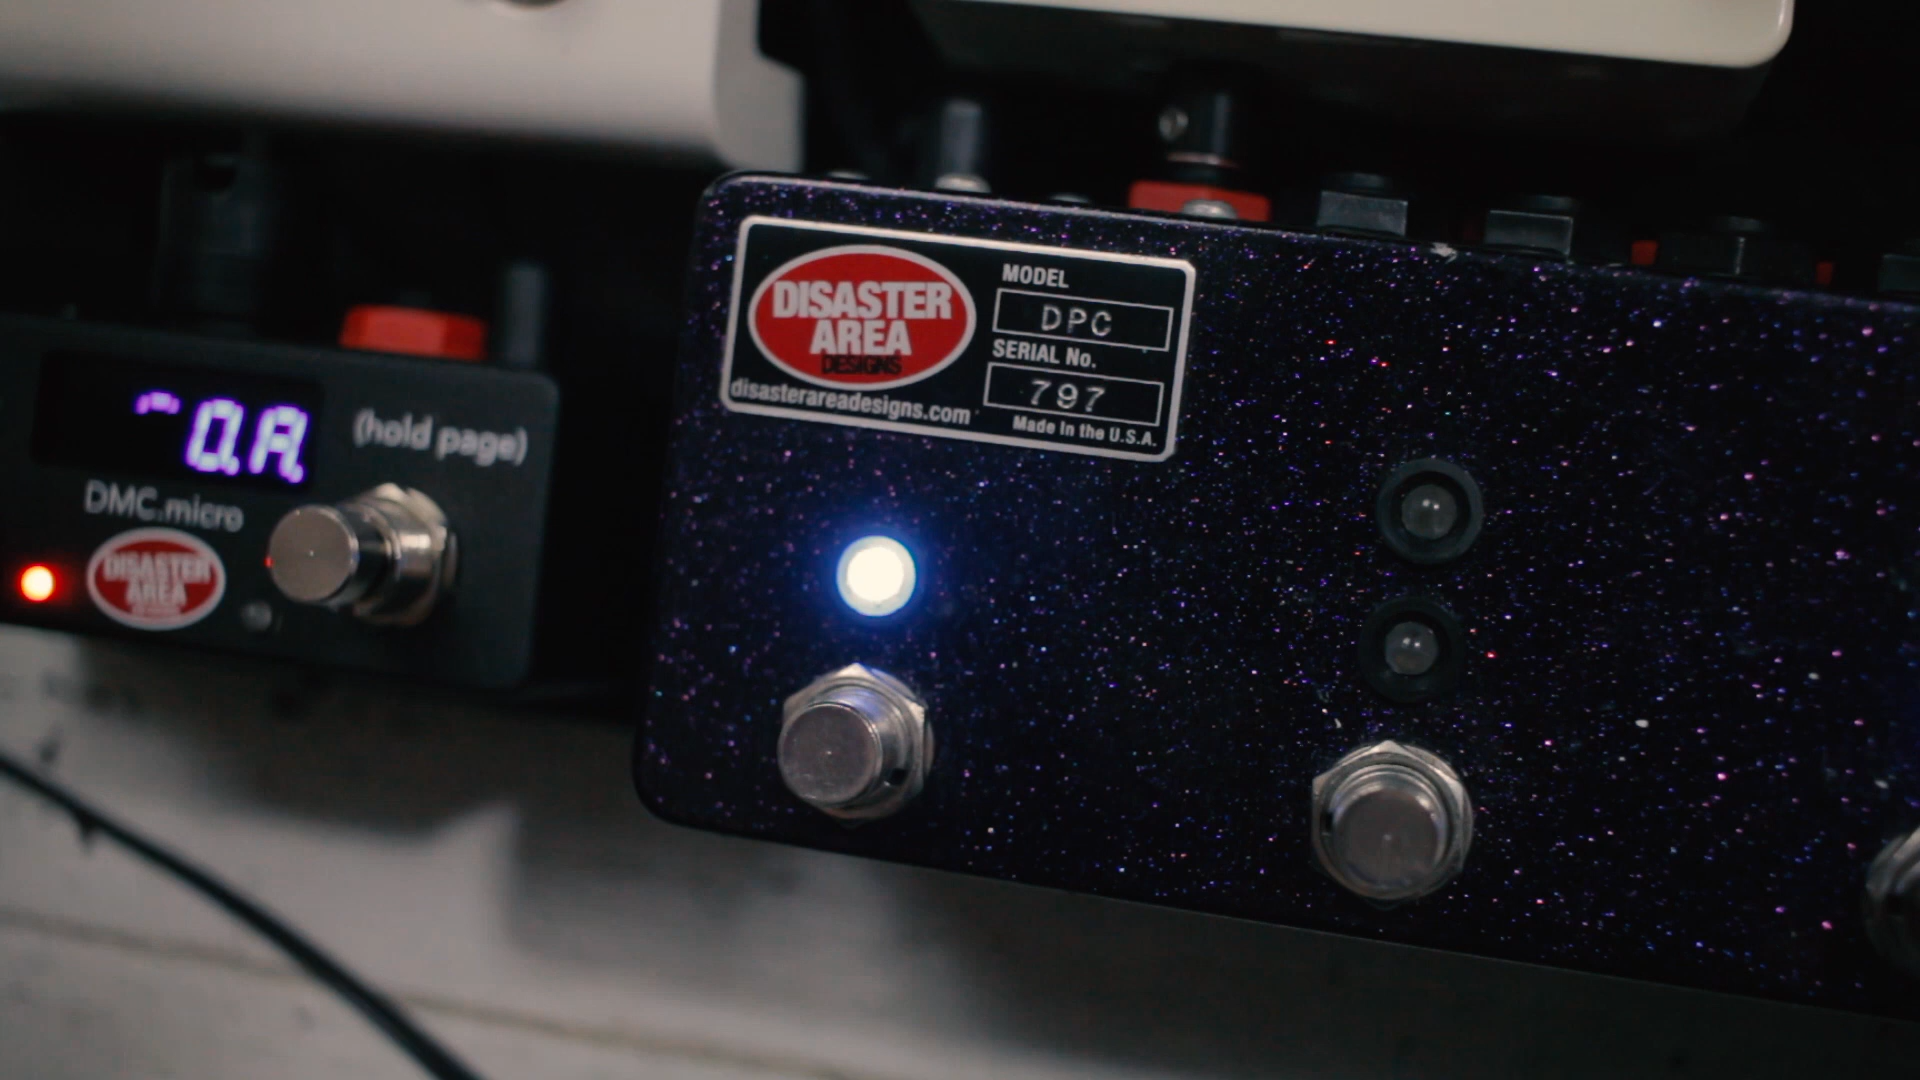 0.A.
(hold page)
DMC.micro
DISASTER
AREA
DISASTER
AREA
DESIGNS
disasterareadesigns.com
MODEL
DPC
SERIAL No.
797
Made In the U.S.A.